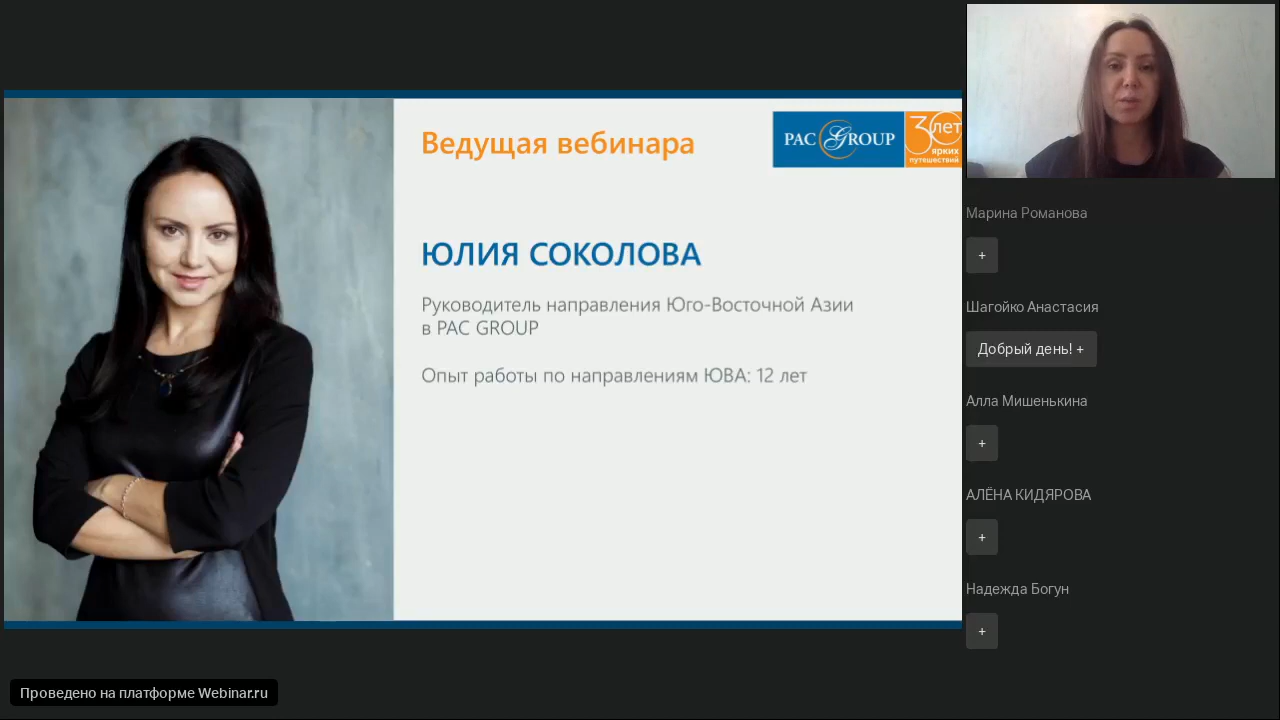 Ведущая вебинара
PAC GROUP
30 лет
ярких
путешествий
ЮЛИЯ СОКОЛОВА
Руководитель направления Юго-Восточной Азии
в PAC GROUP
Опыт работы по направлениям ЮВА: 12 лет
Марина Романова
+
Шагойко Анастасия
Добрый день! +
Алла Мишенькина
+
АЛЁНА КИДЯРОВА
+
Надежда Богун
+
Проведено на платформе Webinar.ru